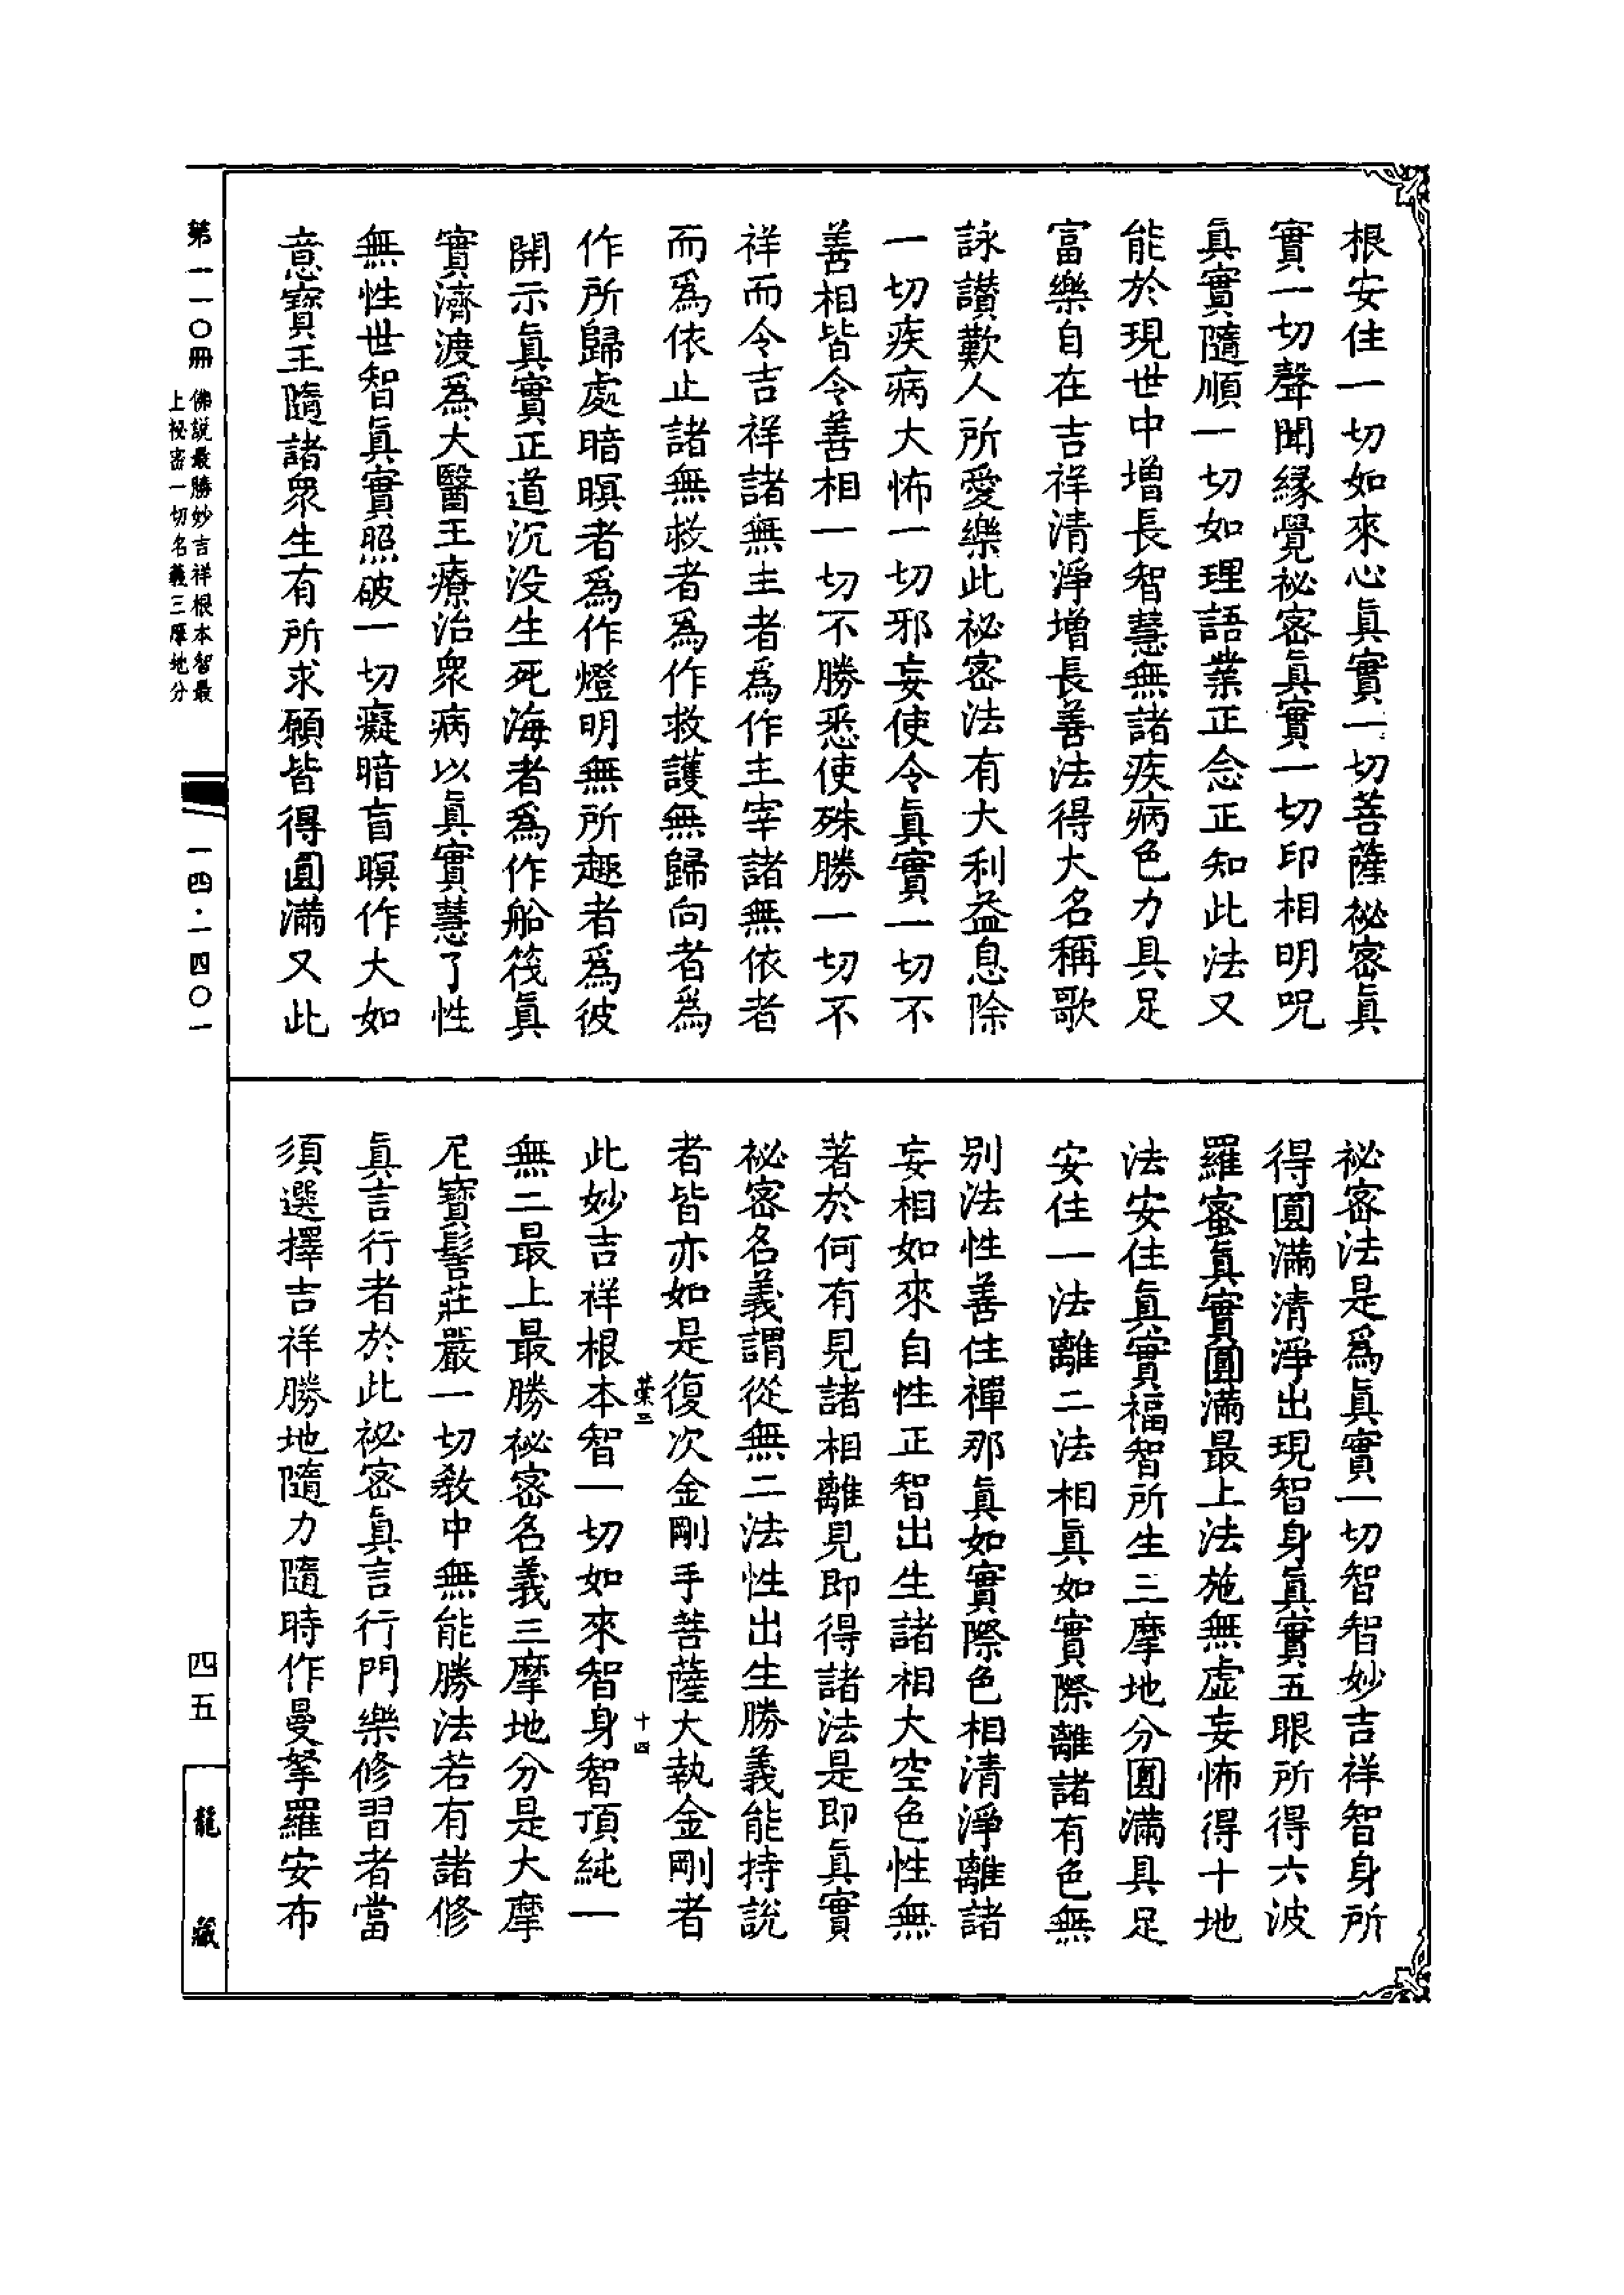 根安住一切如來心眞實一切菩薩祕密眞
實一切聲聞縁覺祕密眞實一切印相明呪
眞實隨順一切如理語業正念正知此法又
能於現世中增長智慧無諸疾病色力具足
富樂自在吉祥清淨增長善法得大名稱歌
詠讚歎人所愛樂此祕密法有大利益息除
一切疾病大怖一切邪妄使令眞實一切不
善相皆令善相一切不勝悉使殊勝一切不
祥而令吉祥諸無主者爲作主宰諸無依者
而爲依止諸無救者爲作救護無歸向者爲
作所歸處暗暝者爲作燈明無所趣者爲彼
開示眞實正道沉没生死海者爲作船筏眞
實濟渡爲大醫王療治衆病以眞實慧了性
無性世智眞實照破一切癡暗盲暝作大如
意寶王隨諸衆生有所求願皆得圓滿又此
祕密法是爲眞實一切智智妙吉祥智身所
得圓滿清淨出現智身眞實五眼所得六波
羅蜜眞實圓滿最上法施無虚妄怖得十地
法安住眞實福智所生三摩地分圓滿具足
安住一法離二法相眞如實際離諸有色無
别法性善住禪那眞如實際色相清淨離諸
妄相如來自性正智出生諸相大空色性無
著於何有見諸相離見即得諸法是即眞實
祕密名義謂從無二法性出生勝義能持說
者皆亦如是復次金剛手菩薩大執金剛者
榮三
十四
此妙吉祥根本智一切如來智身智頂純一
無二最上最勝祕密名義三摩地分是大摩
尼寶髻莊嚴一切教中無能勝法若有諸修
眞言行者於此祕密眞言行門樂修習者當
須選擇吉祥勝地隨力隨時作曼拏羅安布
第一一〇冊
佛説最勝妙吉祥根本智最
上祕密一切名義三摩地分
一四·一四〇一
四五
龍藏